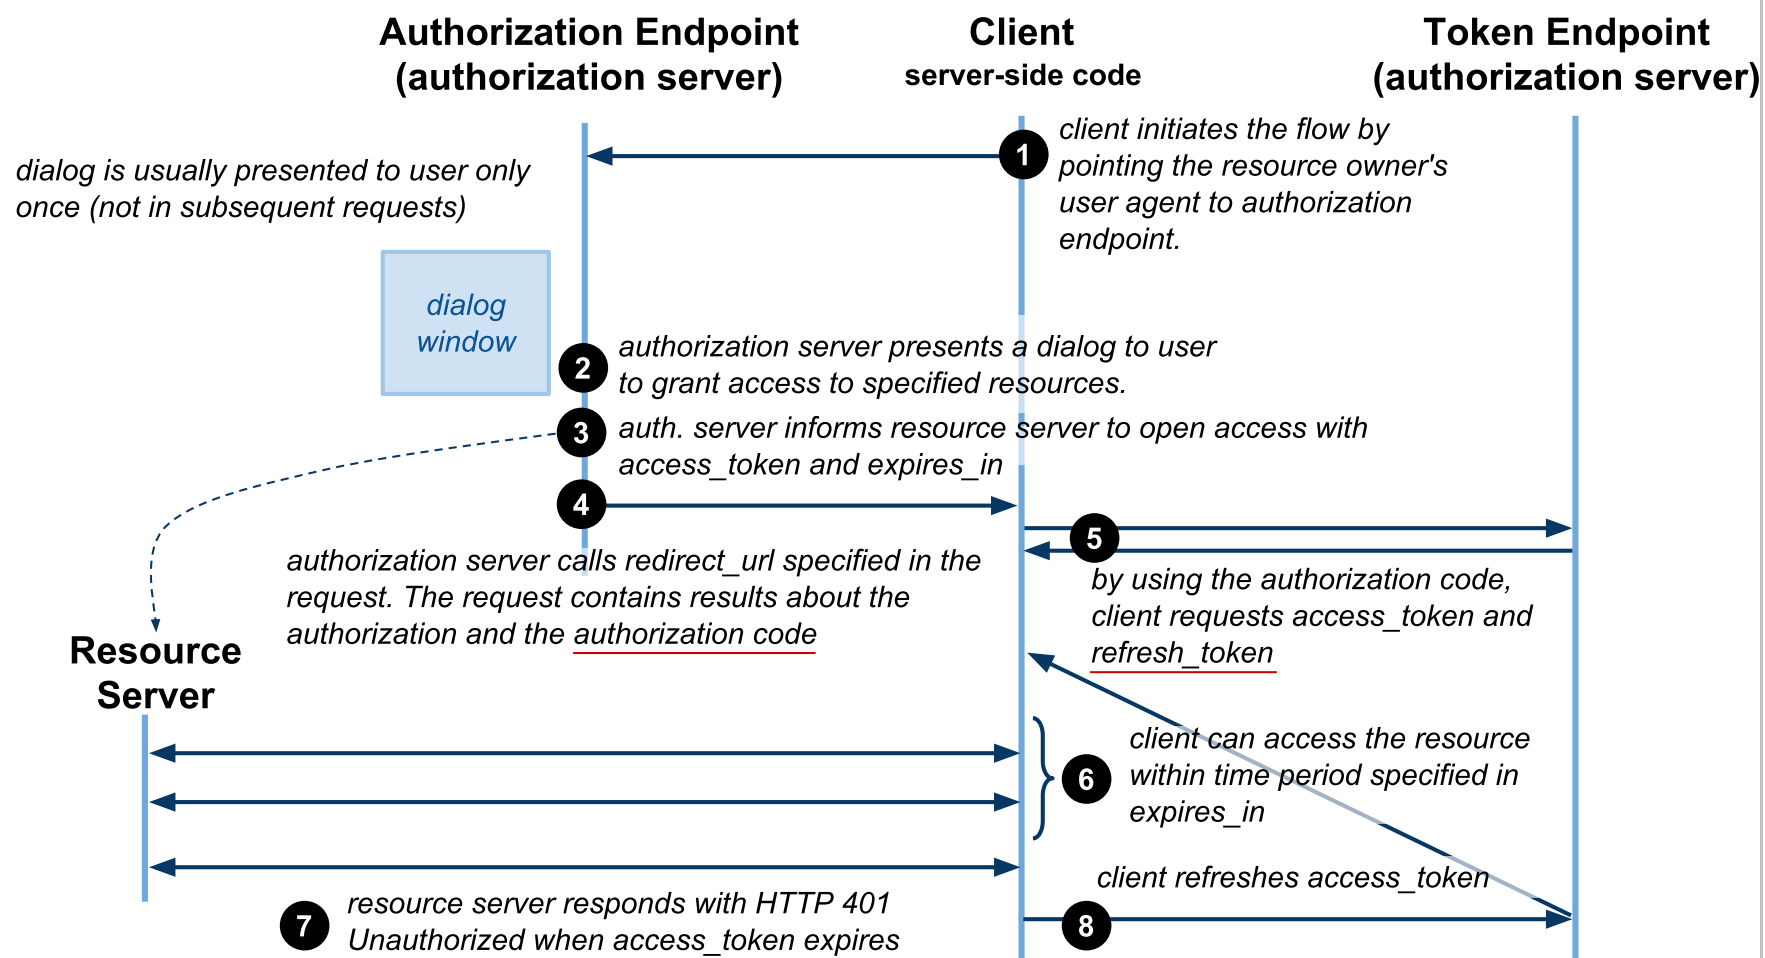 Authorization Endpoint
(authorization server)
Client
server-side code
Token Endpoint
(authorization server)
1
client initiates the flow by
pointing the resource owner's
user agent to authorization
endpoint.
dialog is usually presented to user only
once (not in subsequent requests)
dialog
window
2
authorization server presents a dialog to user
to grant access to specified resources.
3
auth. server informs resource server to open access with
access_token and expires_in
4
authorization server calls redirect_url specified in the
request. The request contains results about the
authorization and the authorization code
5
by using the authorization code,
client requests access_token and
refresh_token
Resource
Server
6
client can access the resource
within time period specified in
expires_in
7
resource server responds with HTTP 401
Unauthorized when access_token expires
client refreshes access_token
8